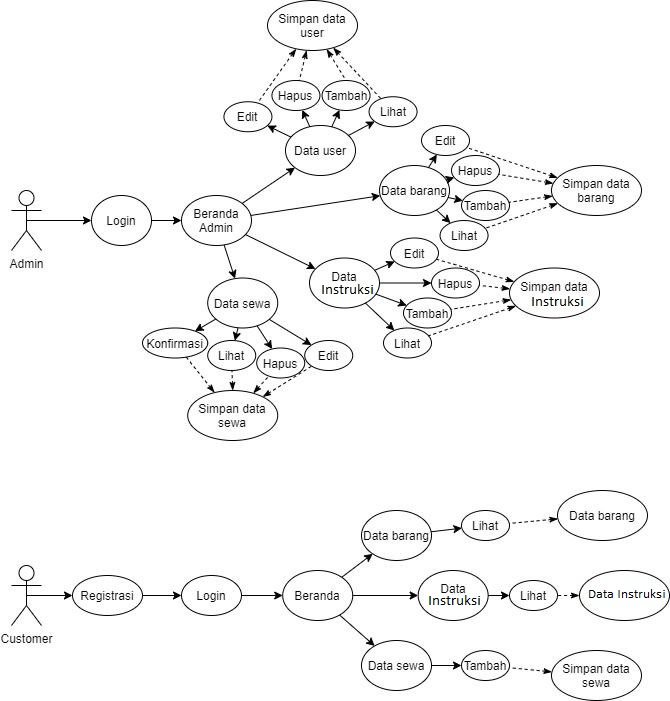 Simpan data
user
Hapus
Tambah
Edit
Lihat
Data user
Edit
Hapus
Data barang
Tambah
Lihat
Simpan data
barang
Admin
Login
Beranda
Admin
Edit
Data
Instruksi
Hapus
Tambah
Lihat
Simpan data
Instruksi
Data sewa
Konfirmasi
Lihat
Hapus
Edit
Simpan data
sewa
Data barang
Lihat
Data barang
Customer
Registrasi
Login
Beranda
Data
Instruksi
Lihat
Data Instruksi
Data sewa
Tambah
Simpan data
sewa